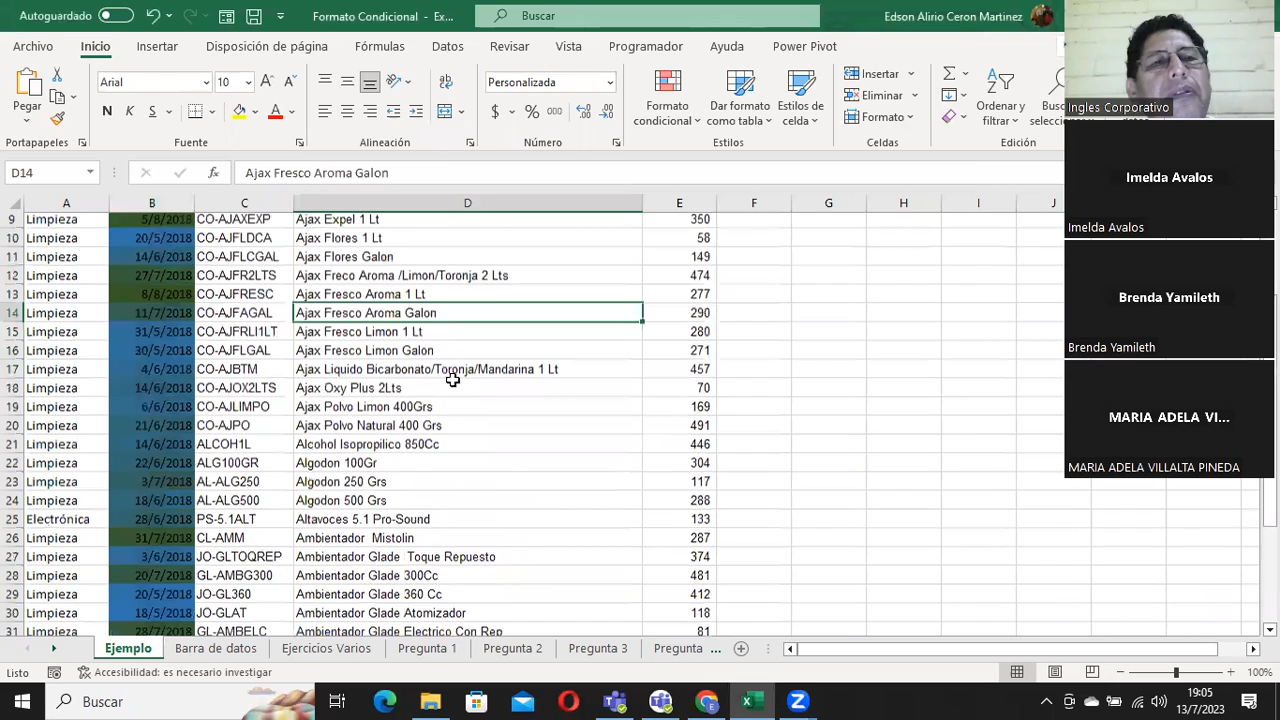 Autoguardado
Formato Condicional - Ex...
Buscar
Edson Alirio Ceron Martinez
Archivo Inicio Insertar Disposición de página Fórmulas Datos Revisar Vista Programador Ayuda Power Pivot
Pegar
Arial 10
N K S
Personalizada
$ % 000
Formato condicional
Dar formato como tabla
Estilos de celda
Insertar
Eliminar
Formato
Ordenar y filtrar
Portapapeles Fuente Alineación Número Estilos Celdas Edición
D14 fx Ajax Fresco Aroma Galon
A B C D E F G H I J
9 Limpieza 5/8/2018 CO-AJAXEXP Ajax Expel 1 Lt 350
10 Limpieza 20/5/2018 CO-AJFLDCA Ajax Flores 1 Lt 58
11 Limpieza 14/6/2018 CO-AJFLCGAL Ajax Flores Galon 149
12 Limpieza 27/7/2018 CO-AJFR2LTS Ajax Freco Aroma /Limon/Toronja 2 Lts 474
13 Limpieza 8/8/2018 CO-AJFRESC Ajax Fresco Aroma 1 Lt 277
14 Limpieza 11/7/2018 CO-AJFAGAL Ajax Fresco Aroma Galon 290
15 Limpieza 31/5/2018 CO-AJFRLI1LT Ajax Fresco Limon 1 Lt 280
16 Limpieza 30/5/2018 CO-AJFLGAL Ajax Fresco Limon Galon 271
17 Limpieza 4/6/2018 CO-AJBTM Ajax Liquido Bicarbonato/Toronja/Mandarina 1 Lt 457
18 Limpieza 14/6/2018 CO-AJOX2LTS Ajax Oxy Plus 2Lts 70
19 Limpieza 6/6/2018 CO-AJLIMPO Ajax Polvo Limon 400Grs 169
20 Limpieza 21/6/2018 CO-AJPO Ajax Polvo Natural 400 Grs 491
21 Limpieza 14/6/2018 ALCOH1L Alcohol Isopropilico 850Cc 446
22 Limpieza 22/6/2018 ALG100GR Algodon 100Gr 304
23 Limpieza 3/7/2018 AL-ALG250 Algodon 250 Grs 117
24 Limpieza 18/6/2018 AL-ALG500 Algodon 500 Grs 288
25 Electrónica 28/6/2018 PS-5.1ALT Altavoces 5.1 Pro-Sound 133
26 Limpieza 31/7/2018 CL-AMM Ambientador Mistolin 287
27 Limpieza 3/6/2018 JO-GLTOQREP Ambientador Glade Toque Repuesto 374
28 Limpieza 20/7/2018 GL-AMBG300 Ambientador Glade 300Cc 481
29 Limpieza 20/5/2018 JO-GL360 Ambientador Glade 360 Cc 412
30 Limpieza 18/5/2018 JO-GLAT Ambientador Glade Atomizador 118
31 Limpieza 28/7/2018 GL-AMBELC Ambientador Glade Electrico Con Rep 81
Ejemplo Barra de datos Ejercicios Varios Pregunta 1 Pregunta 2 Pregunta 3 Pregunta ...
Listo Accesibilidad: es necesario investigar 100%
Buscar
19:05
13/7/2023
Ingles Corporativo
Imelda Avalos
Imelda Avalos
Brenda Yamileth
Brenda Yamileth
MARIA ADELA VI...
MARIA ADELA VILLALTA PINEDA